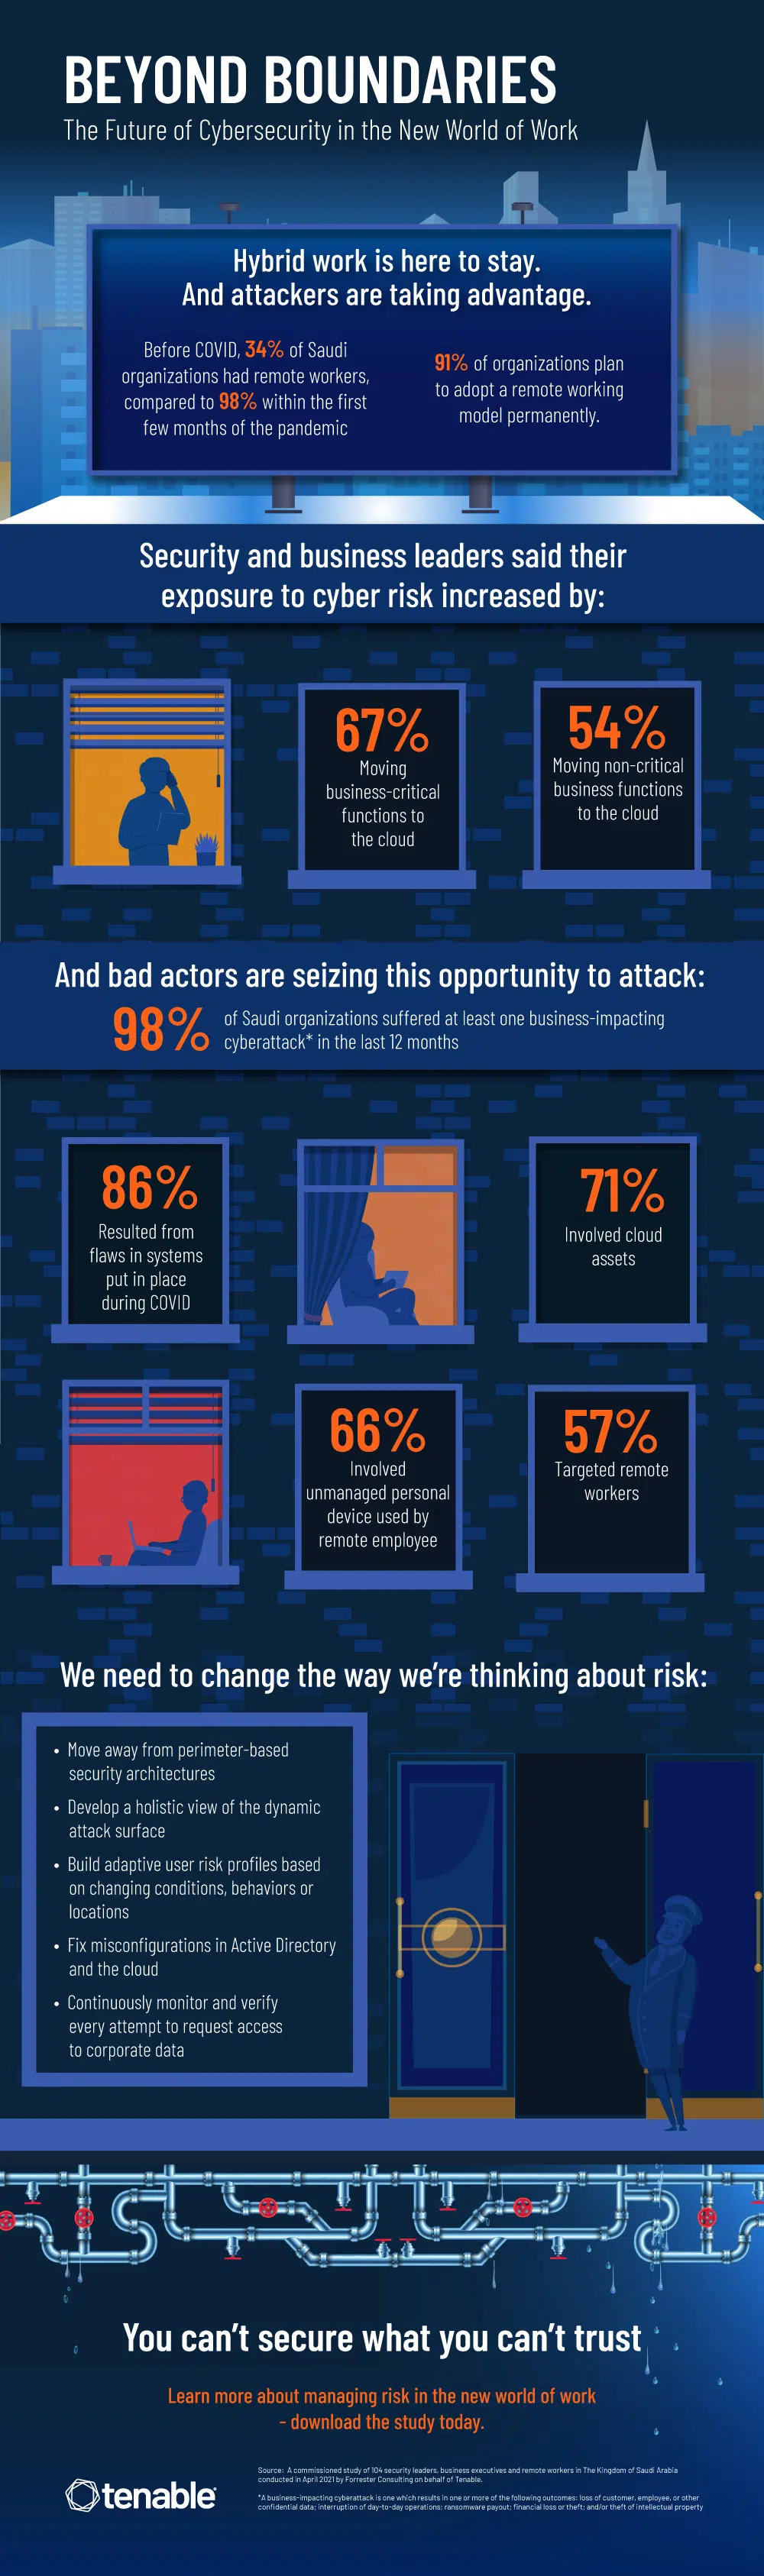 BEYOND BOUNDARIES
The Future of Cybersecurity in the New World of Work
Hybrid work is here to stay.
And attackers are taking advantage.
Before COVID, 34% of Saudi
organizations had remote workers,
compared to 98% within the first
few months of the pandemic
91% of organizations plan
to adopt a remote working
model permanently.
Security and business leaders said their
exposure to cyber risk increased by:
67%
Moving
business-critical
functions to
the cloud
54%
Moving non-critical
business functions
to the cloud
And bad actors are seizing this opportunity to attack:
98%
of Saudi organizations suffered at least one business-impacting
cyberattack* in the last 12 months
86%
Resulted from
flaws in systems
put in place
during COVID
71%
Involved cloud
assets
66%
Involved
unmanaged personal
device used by
remote employee
57%
Targeted remote
workers
We need to change the way we're thinking about risk:
• Move away from perimeter-based
security architectures
• Develop a holistic view of the dynamic
attack surface
• Build adaptive user risk profiles based
on changing conditions, behaviors or
locations
• Fix misconfigurations in Active Directory
and the cloud
• Continuously monitor and verify
every attempt to request access
to corporate data
You can't secure what you can't trust
Learn more about managing risk in the new world of work
- download the study today.
tenable
Source: A commissioned study of 104 security leaders, business executives and remote workers in The Kingdom of Saudi Arabia
conducted in April 2021 by Forrester Consulting on behalf of Tenable.
*A business-impacting cyberattack is one which results in one or more of the following outcomes: loss of customer, employee, or other
confidential data; interruption of day-to-day operations; ransomware payout; financial loss or theft; and/or theft of intellectual property